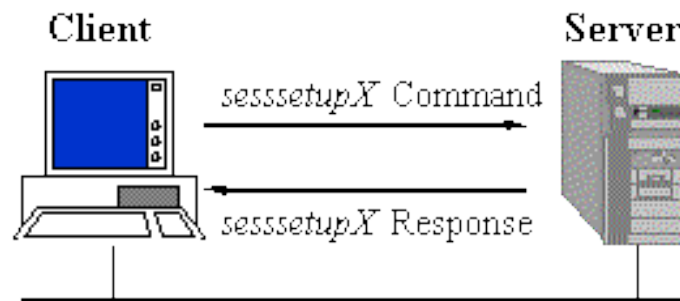 Client
Server
sesssetupX Command
sesssetupX Response